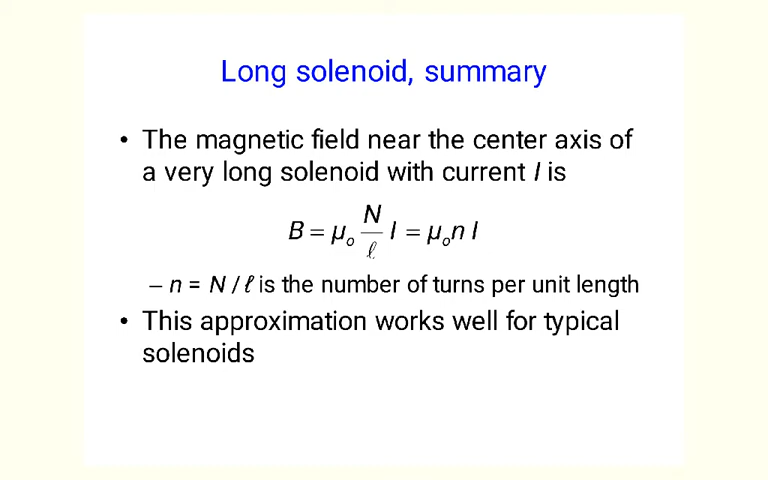 Long solenoid, summary
• The magnetic field near the center axis of
a very long solenoid with current I is
B = μₒ N/ℓ I = μₒn I
– n = N / ℓ is the number of turns per unit length
• This approximation works well for typical
solenoids